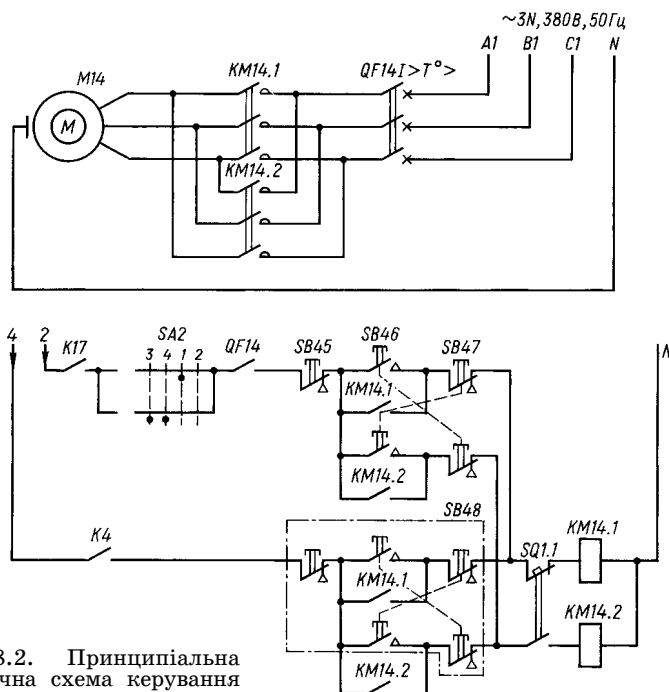 ~3N,380В,50Гц
A1 B1 C1 N
M14 KM14.1 QF14 I> T°>
M
KM14.2
4 2 K17 SA2 QF14 SB45 SB46 SB47 N
3 4 1 2
KM14.1
KM14.2
SB48
K4 SQ1.1 KM14.1
KM14.1
KM14.2
KM14.2
8.2. Принципіальна
чна схема керування